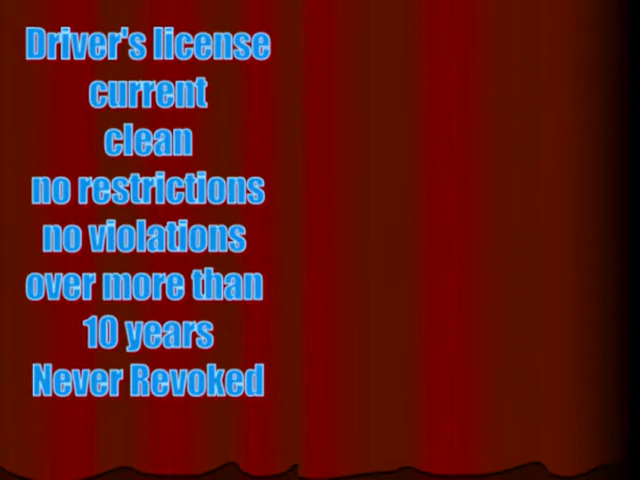 Driver's license
current
clean
no restrictions
no violations
over more than
10 years
Never Revoked